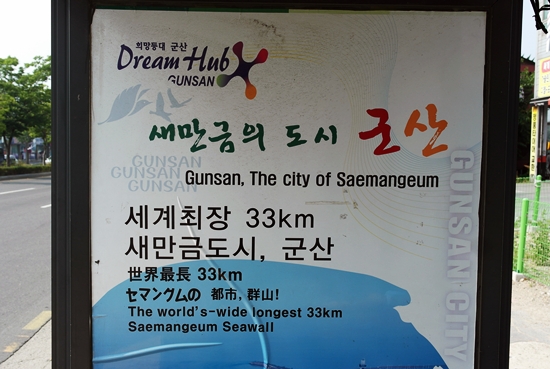 희망등대 군산
Dream Hub
GUNSAN
새만금의 도시 군산
GUNSAN
GUNSAN
GUNSAN
Gunsan, The city of Saemangeum
GUNSAN CITY
세계최장 33km
새만금도시, 군산
世界最長 33km
セマングムの 都市, 群山!
The world's-wide longest 33km
Saemangeum Seawall